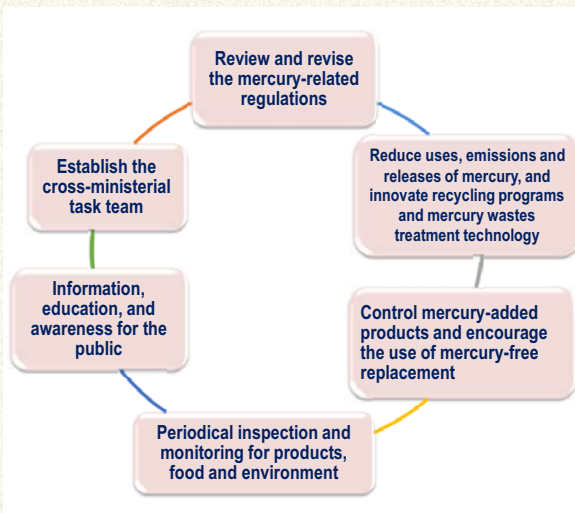 Review and revise
the mercury-related
regulations
Reduce uses, emissions and
releases of mercury, and
innovate recycling programs
and mercury wastes
treatment technology
Control mercury-added
products and encourage
the use of mercury-free
replacement
Periodical inspection and
monitoring for products,
food and environment
Information,
education, and
awareness for the
public
Establish the
cross-ministerial
task team